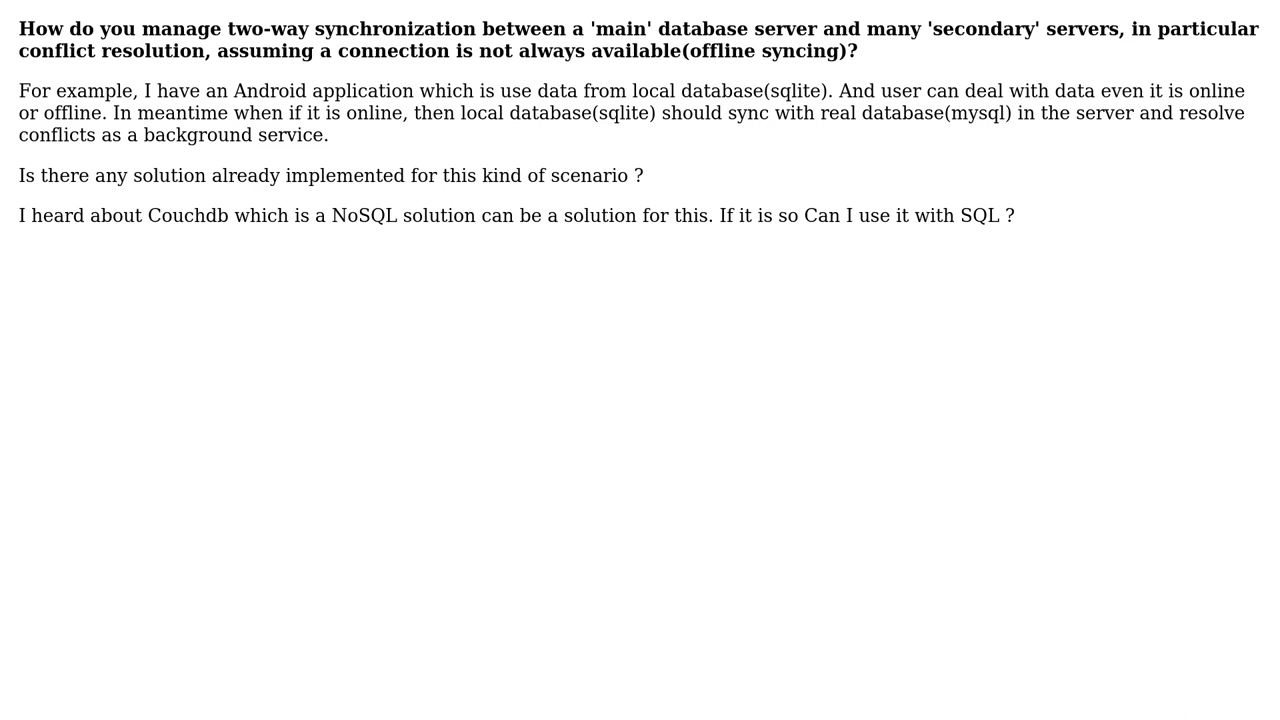 How do you manage two-way synchronization between a 'main' database server and many 'secondary' servers, in particular
conflict resolution, assuming a connection is not always available(offline syncing)?
For example, I have an Android application which is use data from local database(sqlite). And user can deal with data even it is online
or offline. In meantime when if it is online, then local database(sqlite) should sync with real database(mysql) in the server and resolve
conflicts as a background service.
Is there any solution already implemented for this kind of scenario ?
I heard about Couchdb which is a NoSQL solution can be a solution for this. If it is so Can I use it with SQL ?